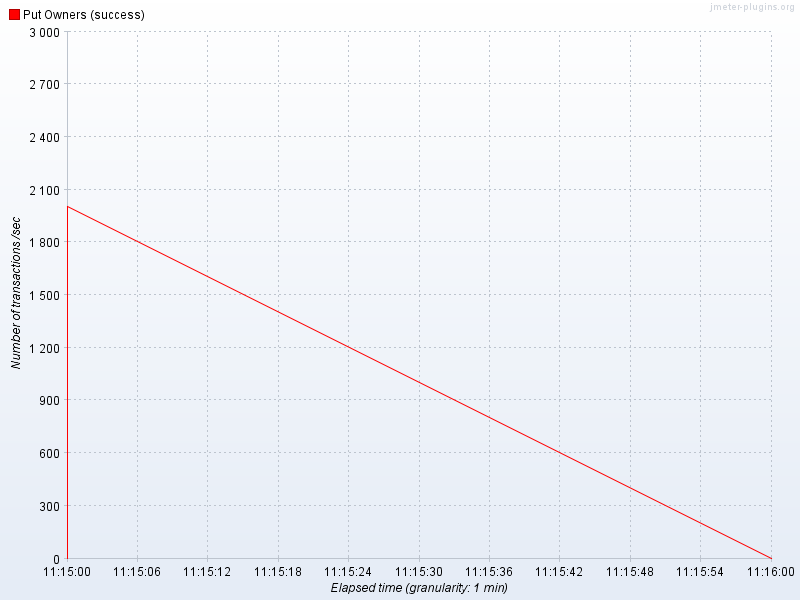 jmeter-plugins.org
Put Owners (success)
3 000
2 700
2 400
2 100
1 800
1 500
1 200
900
600
300
0
Number of transactions /sec
11:15:00 11:15:06 11:15:12 11:15:18 11:15:24 11:15:30 11:15:36 11:15:42 11:15:48 11:15:54 11:16:00
Elapsed time (granularity: 1 min)